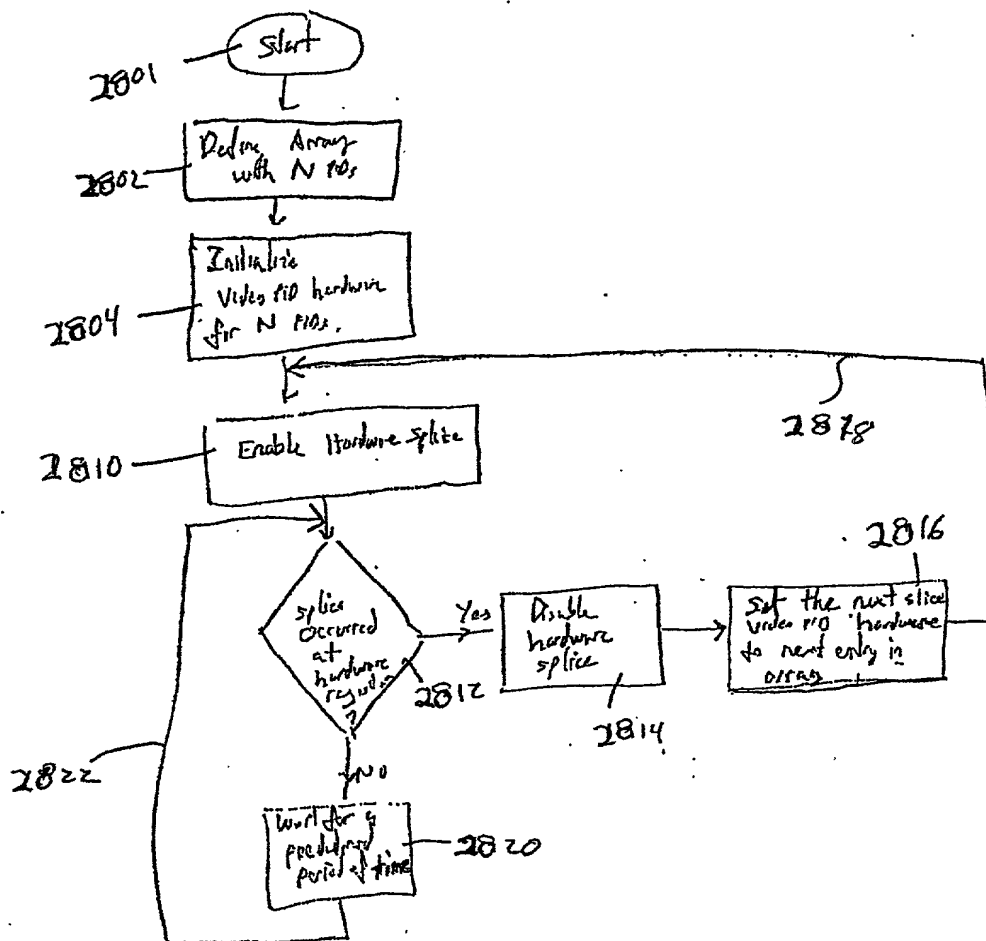 Start
2801
Define Array
with N PIDs
2802
Initialize
Video PID hardware
for N PIDs.
2804
2818
Enable Hardware Splice
2810
2816
splice
occurred
at
hardware
Yes
Disable
hardware
splice
Set the next slice
video PID hardware
to next entry in
array
2812
2814
2822
No
wait for a
period of time
2820